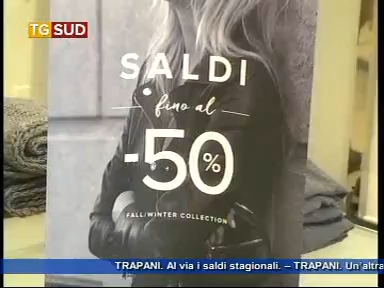 TG SUD
SALDI
fino al
-50%
FALL/WINTER COLLECTION
TRAPANI. Al via i saldi stagionali. – TRAPANI. Un'altra